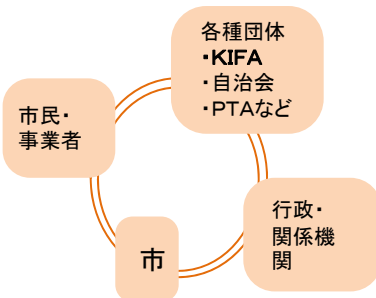 各種団体
・KIFA
・自治会
・PTAなど
市民・
事業者
行政・
関係機
関
市